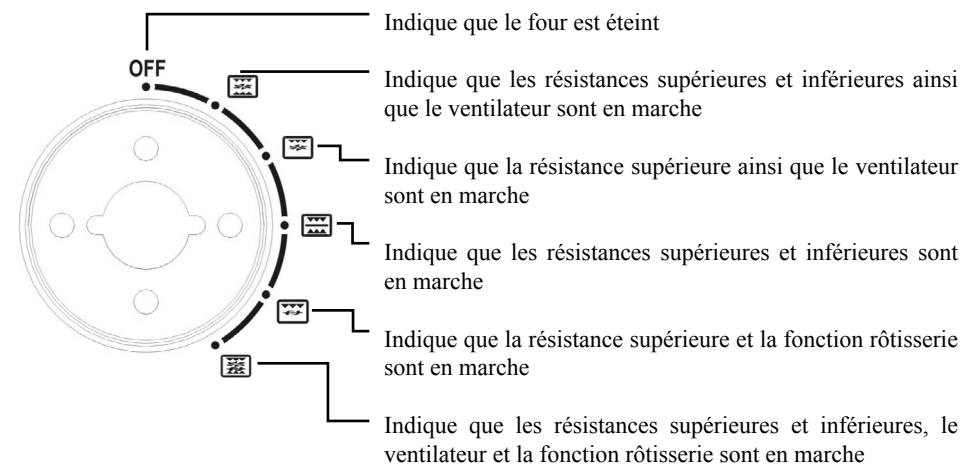 Indique que le four est éteint
OFF
Indique que les résistances supérieures et inférieures ainsi
que le ventilateur sont en marche
Indique que la résistance supérieure ainsi que le ventilateur
sont en marche
Indique que les résistances supérieures et inférieures sont
en marche
Indique que la résistance supérieure et la fonction rôtisserie
sont en marche
Indique que les résistances supérieures et inférieures, le
ventilateur et la fonction rôtisserie sont en marche